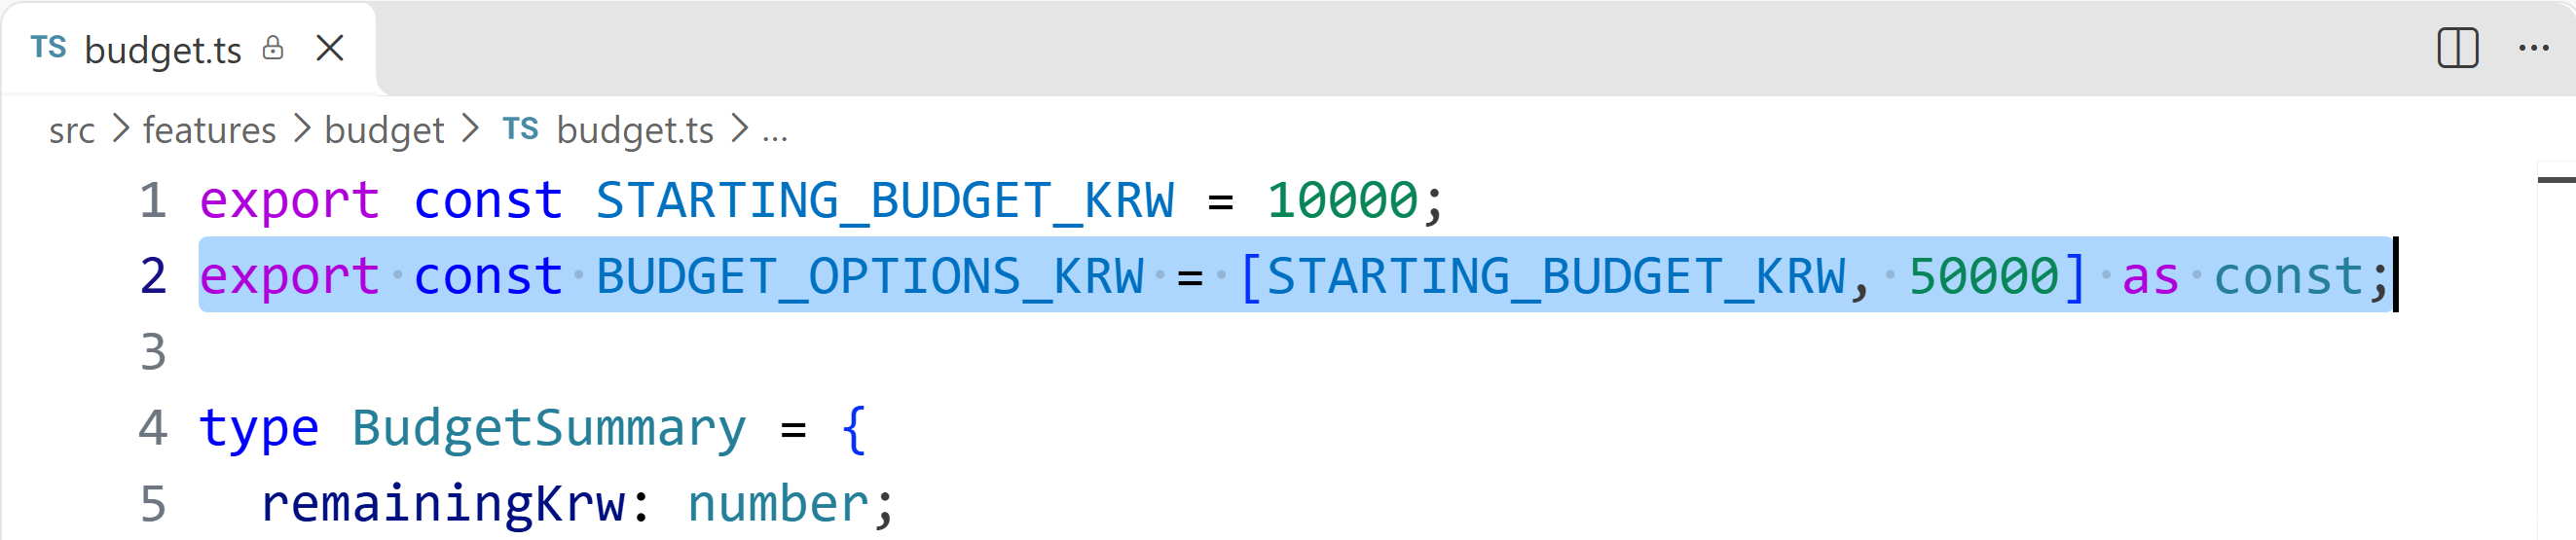 TS budget.ts
src > features > budget > TS budget.ts > ...
1 export const STARTING_BUDGET_KRW = 10000;
2 export const BUDGET_OPTIONS_KRW = [STARTING_BUDGET_KRW, 50000] as const;
3
4 type BudgetSummary = {
5   remainingKrw: number;